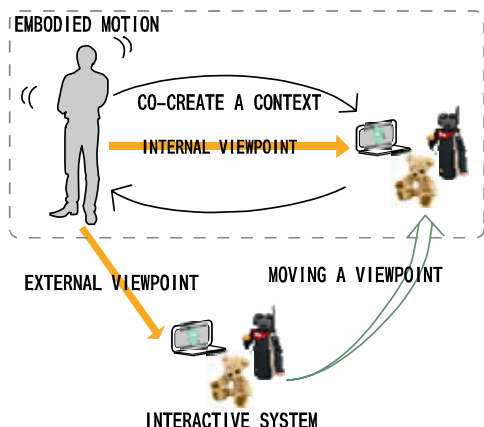 EMBODIED MOTION
CO-CREATE A CONTEXT
INTERNAL VIEWPOINT
EXTERNAL VIEWPOINT
MOVING A VIEWPOINT
INTERACTIVE SYSTEM